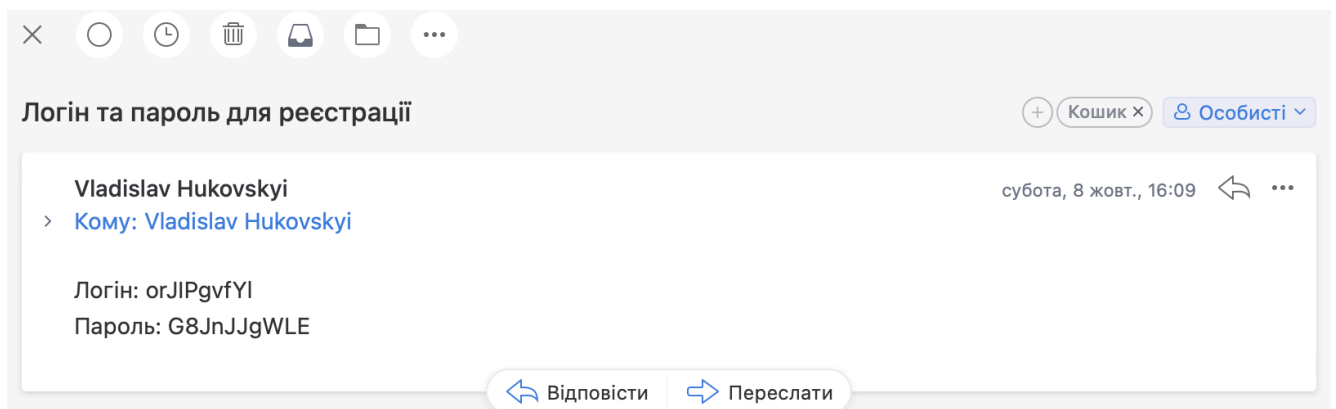 Логін та пароль для реєстрації
Кошик ×
Особисті
Vladislav Hukovskyi
субота, 8 жовт., 16:09
Кому: Vladislav Hukovskyi
Логін: orJIPgvfYl
Пароль: G8JnJJgWLE
Відповісти
Переслати